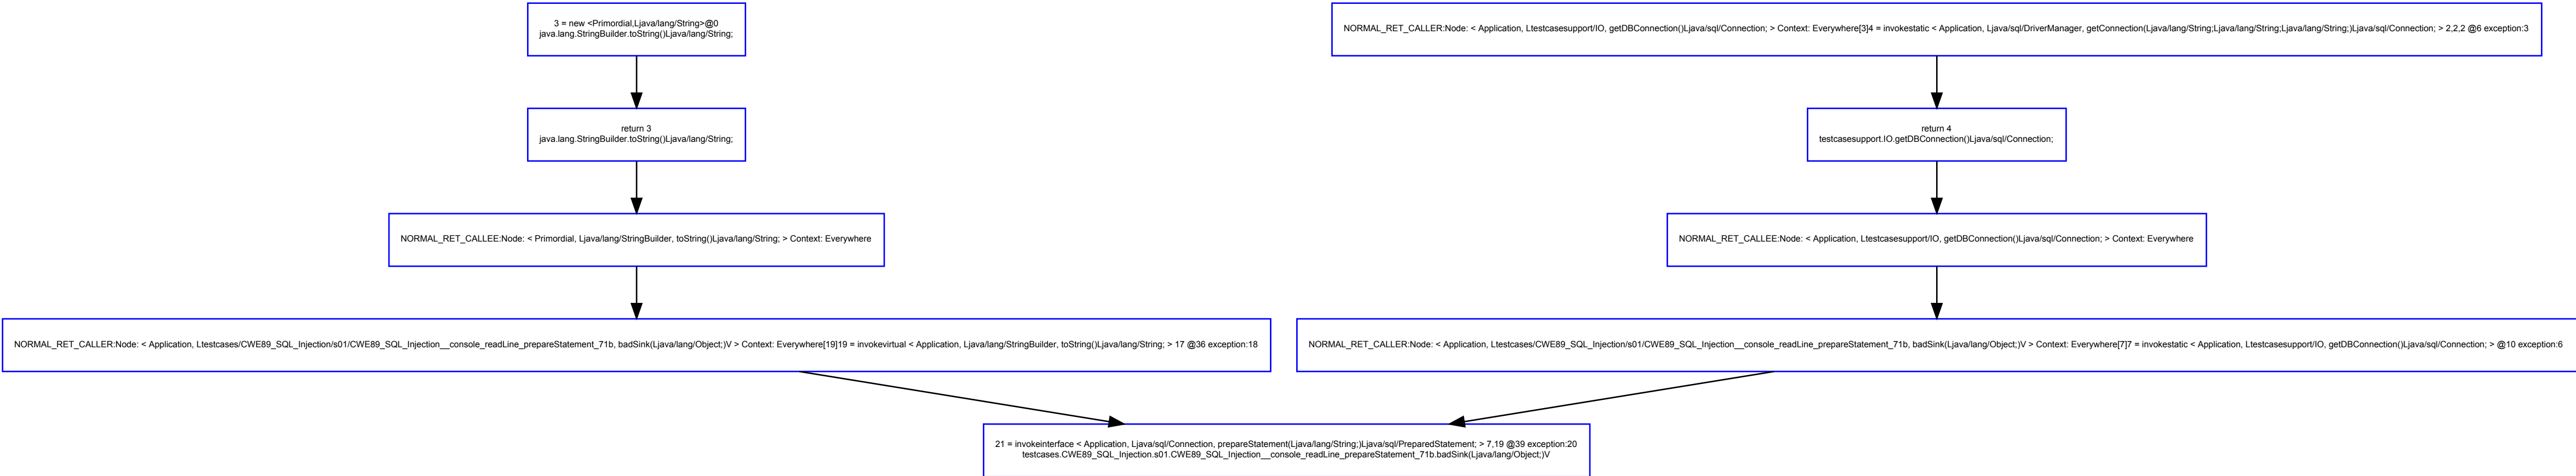 3 = new <Primordial,Ljava/lang/String>@0
java.lang.StringBuilder.toString()Ljava/lang/String;
NORMAL_RET_CALLER:Node: < Application, Ltestcasesupport/IO, getDBConnection()Ljava/sql/Connection; > Context: Everywhere[3]4 = invokestatic < Application, Ljava/sql/DriverManager, getConnection(Ljava/lang/String;Ljava/lang/String;Ljava/lang/String;)Ljava/sql/Connection; > 2,2,2 @6 exception:3
return 3
java.lang.StringBuilder.toString()Ljava/lang/String;
return 4
testcasesupport.IO.getDBConnection()Ljava/sql/Connection;
NORMAL_RET_CALLEE:Node: < Primordial, Ljava/lang/StringBuilder, toString()Ljava/lang/String; > Context: Everywhere
NORMAL_RET_CALLEE:Node: < Application, Ltestcasesupport/IO, getDBConnection()Ljava/sql/Connection; > Context: Everywhere
NORMAL_RET_CALLER:Node: < Application, Ltestcases/CWE89_SQL_Injection/s01/CWE89_SQL_Injection__console_readLine_prepareStatement_71b, badSink(Ljava/lang/Object;)V > Context: Everywhere[19]19 = invokevirtual < Application, Ljava/lang/StringBuilder, toString()Ljava/lang/String; > 17 @36 exception:18
NORMAL_RET_CALLER:Node: < Application, Ltestcases/CWE89_SQL_Injection/s01/CWE89_SQL_Injection__console_readLine_prepareStatement_71b, badSink(Ljava/lang/Object;)V > Context: Everywhere[7]7 = invokestatic < Application, Ltestcasesupport/IO, getDBConnection()Ljava/sql/Connection; > @10 exception:6
21 = invokeinterface < Application, Ljava/sql/Connection, prepareStatement(Ljava/lang/String;)Ljava/sql/PreparedStatement; > 7,19 @39 exception:20
testcases.CWE89_SQL_Injection.s01.CWE89_SQL_Injection__console_readLine_prepareStatement_71b.badSink(Ljava/lang/Object;)V